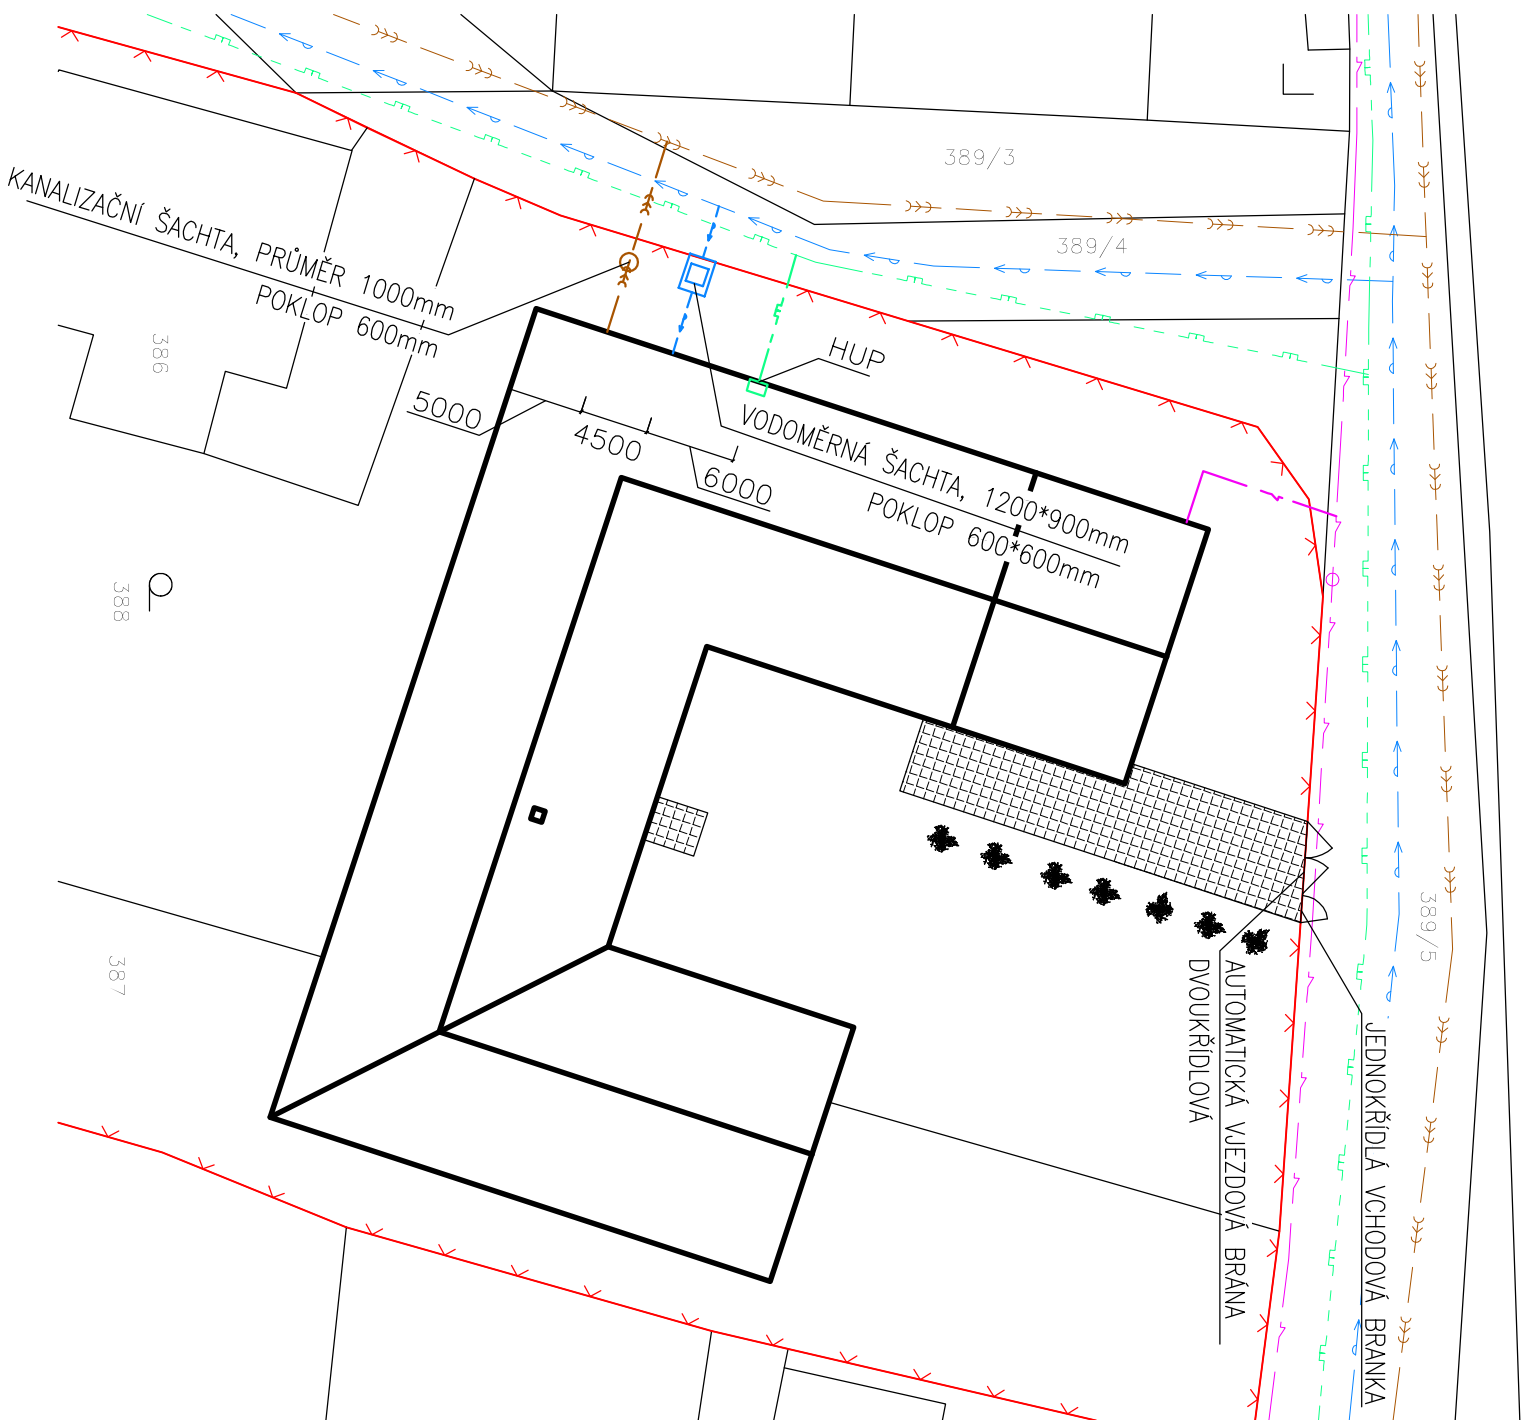 389/3
389/4
KANALIZAČNÍ ŠACHTA, PRŮMĚR 1000mm
POKLOP 600mm
386
HUP
5000
4500
6000
VODOMĚRNÁ ŠACHTA, 1200*900mm
POKLOP 600*600mm
388
387
389/5
AUTOMATICKÁ VJEZDOVÁ BRÁNA
DVOUKŘÍDLOVÁ
JEDNOKŘÍDLÁ VCHODOVÁ BRANKA